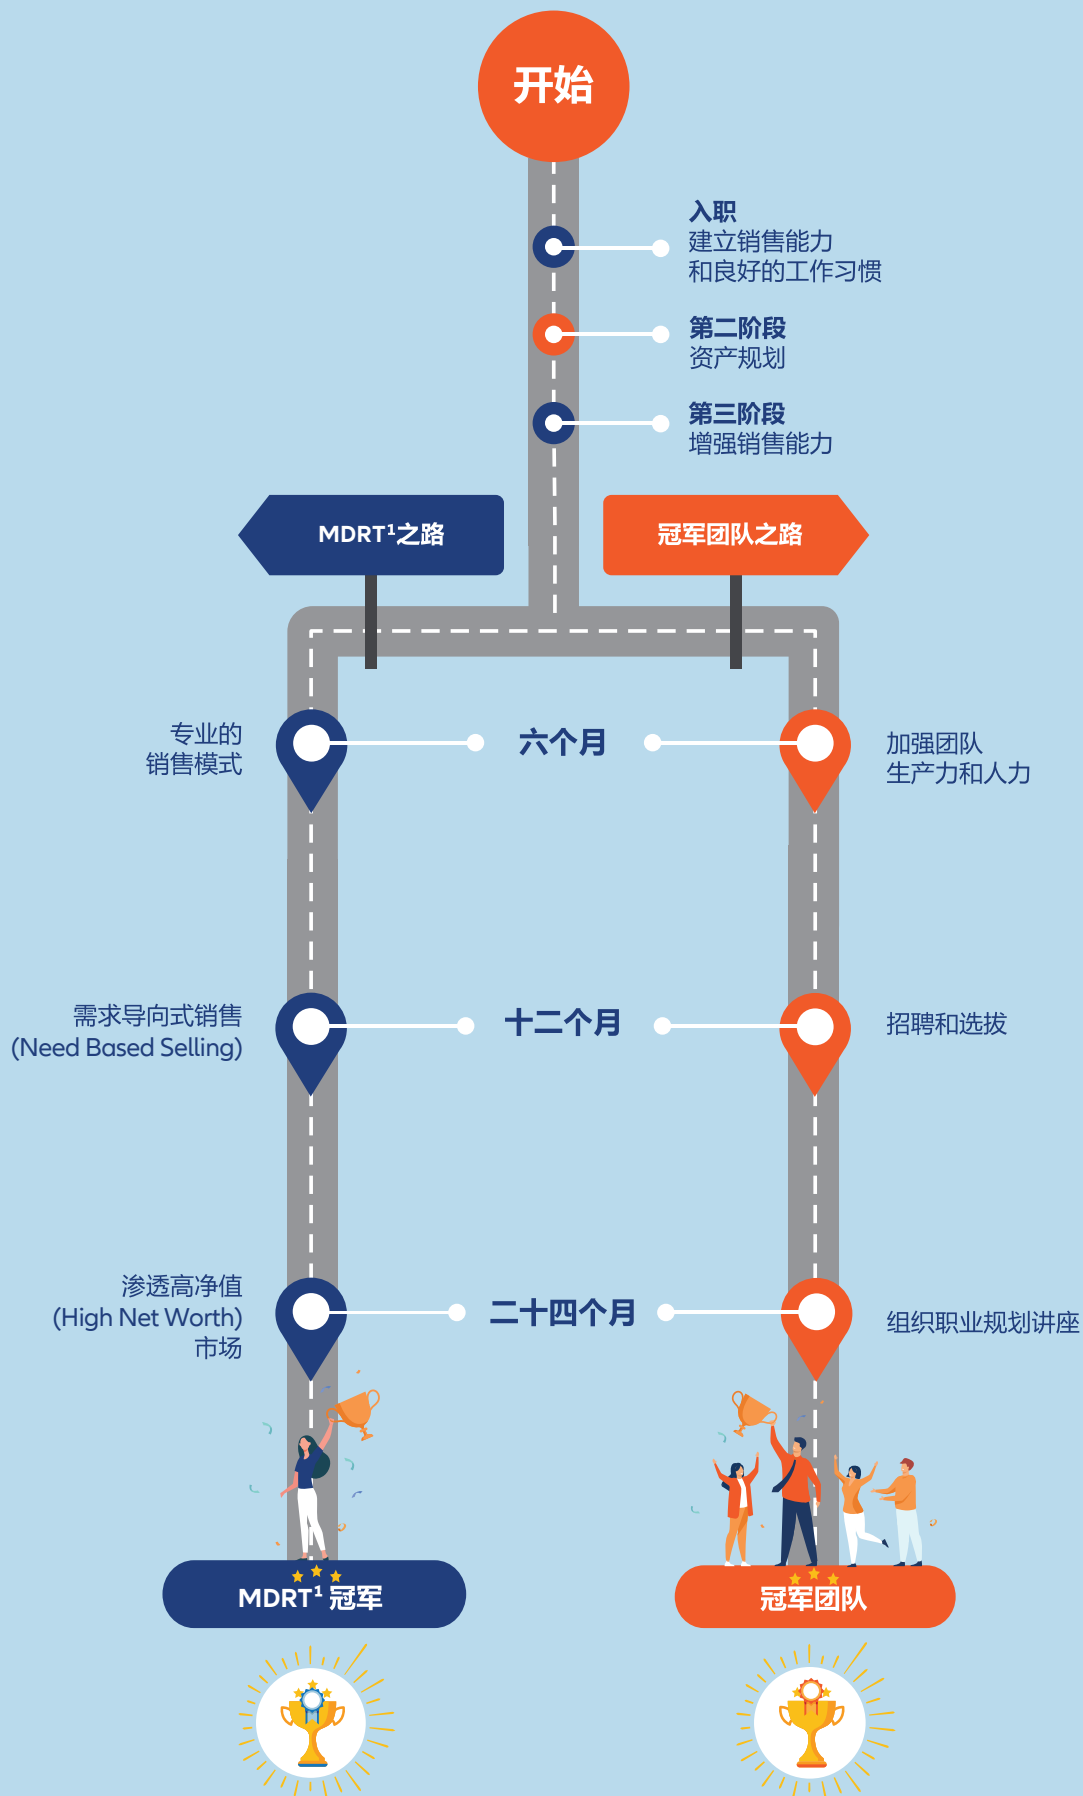 开始
入职
建立销售能力
和良好的工作习惯
第二阶段
资产规划
第三阶段
增强销售能力
MDRT¹之路
冠军团队之路
专业的
销售模式
六个月
加强团队
生产力和人力
需求导向式销售
(Need Based Selling)
十二个月
招聘和选拔
渗透高净值
(High Net Worth)
市场
二十四个月
组织职业规划讲座
MDRT¹ 冠军
冠军团队